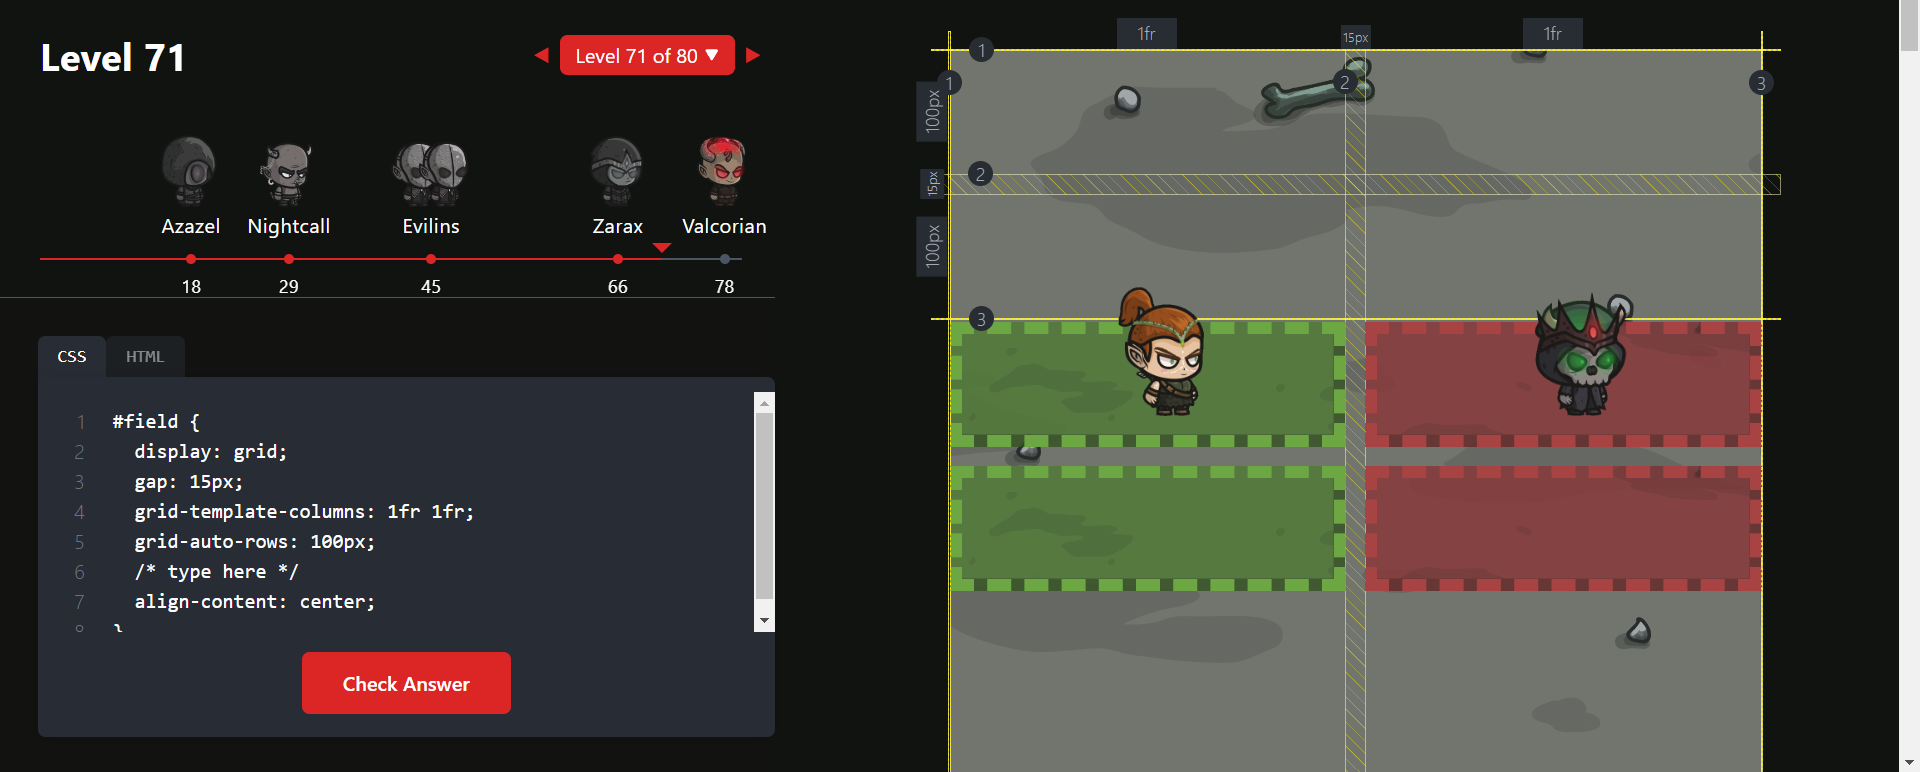 Level 71
Level 71 of 80
Azazel
Nightcall
Evilins
Zarax
Valcorian
18
29
45
66
78
CSS
HTML
1 #field {
2 display: grid;
3 gap: 15px;
4 grid-template-columns: 1fr 1fr;
5 grid-auto-rows: 100px;
6 /* type here */
7 align-content: center;
8 }
Check Answer
1fr
15px
1fr
1
1
2
3
100px
2
15px
100px
3